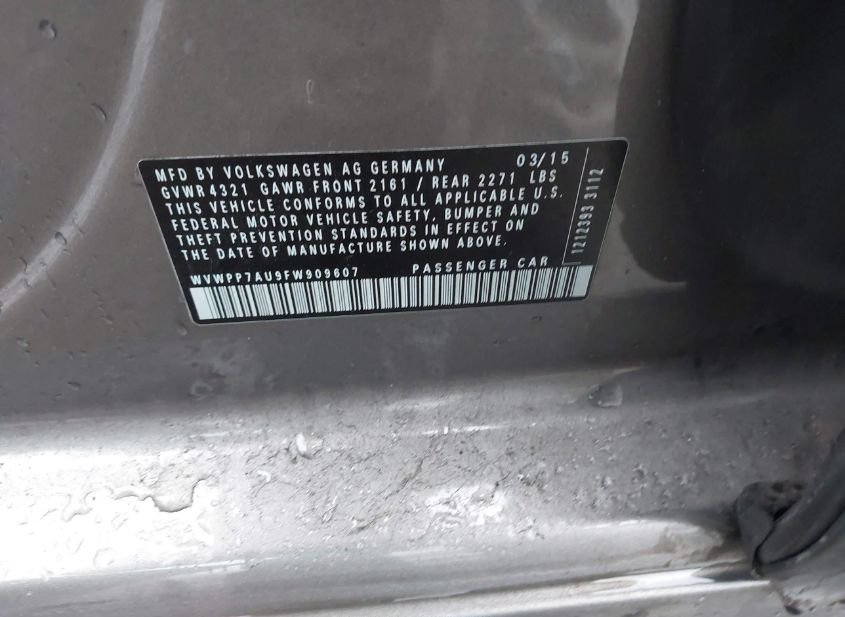 MFD BY VOLKSWAGEN AG GERMANY 03/15
GVWR 4321 GAWR FRONT 2161 / REAR 2271 LBS
THIS VEHICLE CONFORMS TO ALL APPLICABLE U.S.
FEDERAL MOTOR VEHICLE SAFETY, BUMPER AND
THEFT PREVENTION STANDARDS IN EFFECT ON
THE DATE OF MANUFACTURE SHOWN ABOVE.
WVWPP7AU9FW909607 PASSENGER CAR
1212393 3112